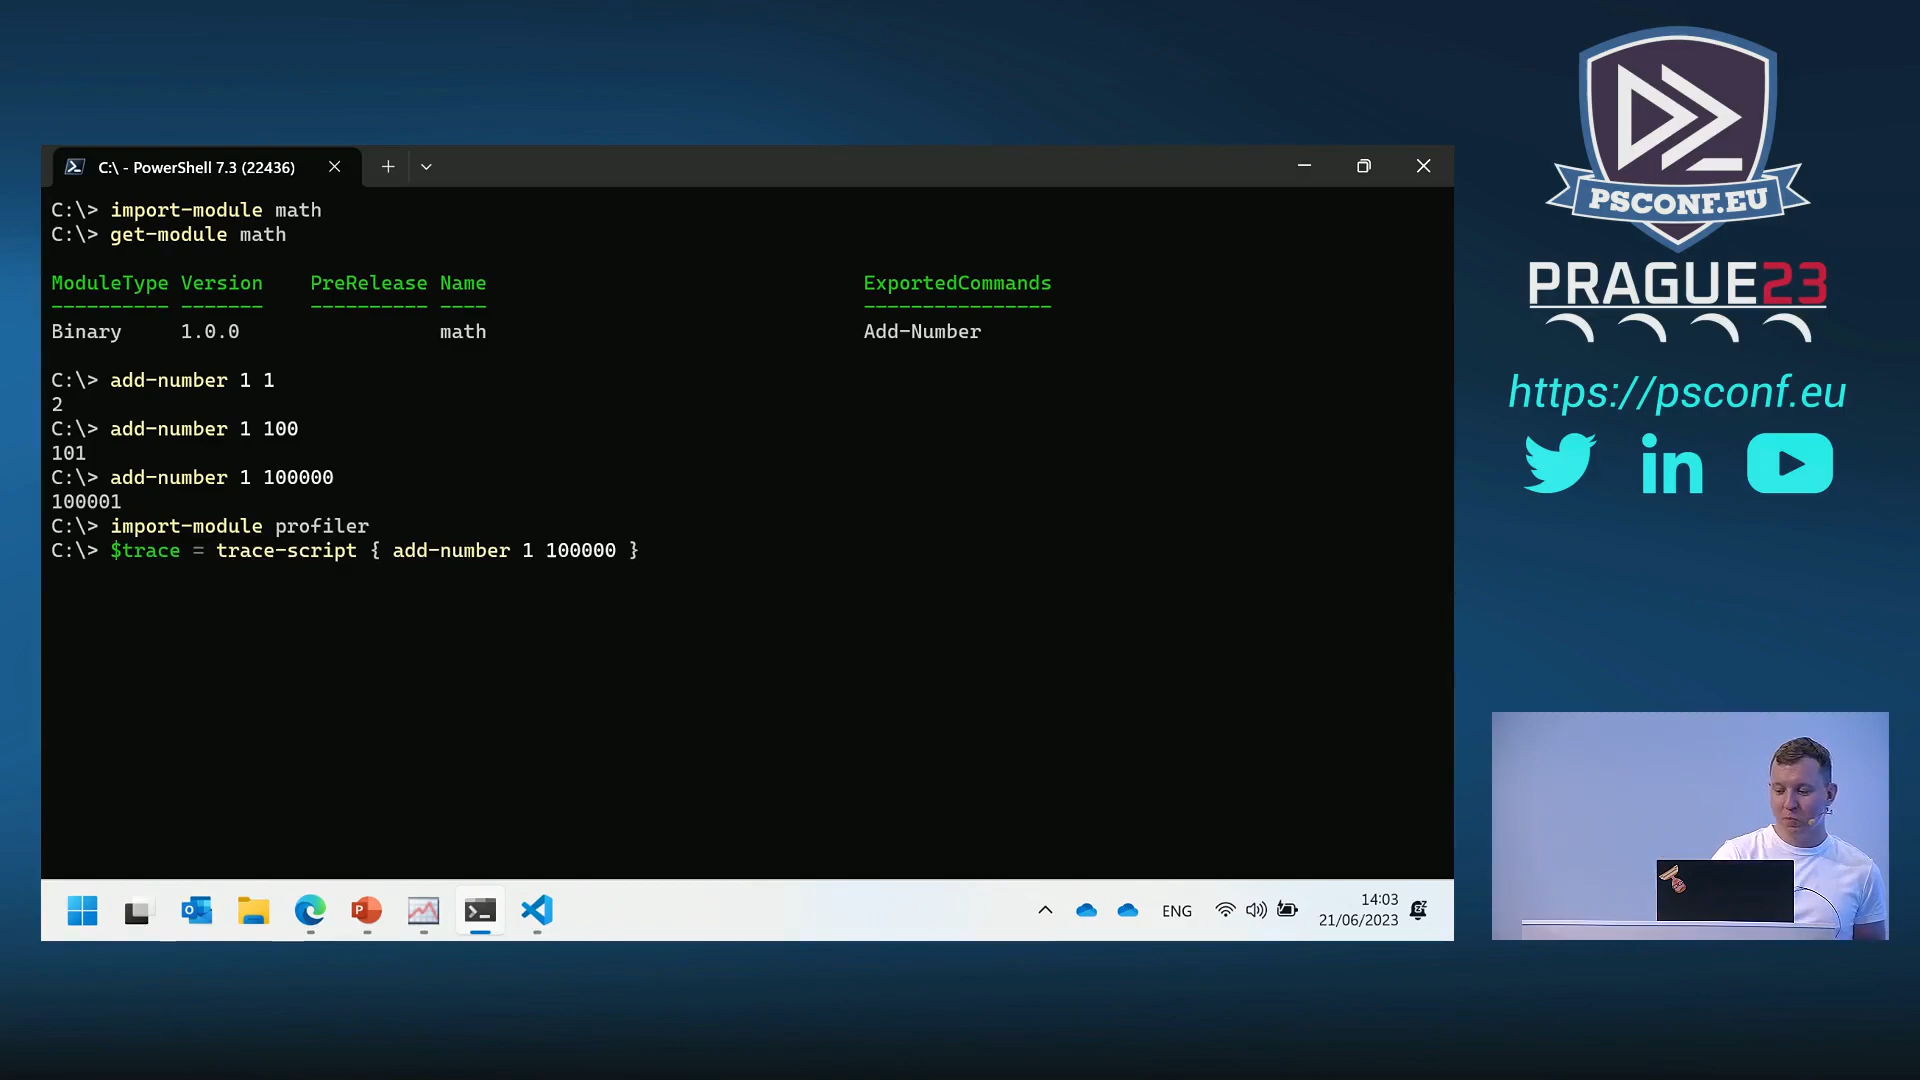 C:\ - PowerShell 7.3 (22436)
C:\> import-module math
C:\> get-module math
ModuleType Version    PreRelease Name                                ExportedCommands
---------- -------    ---------- ----                                ----------------
Binary     1.0.0                 math                                Add-Number
C:\> add-number 1 1
2
C:\> add-number 1 100
101
C:\> add-number 1 100000
100001
C:\> import-module profiler
C:\> $trace = trace-script { add-number 1 100000 }
ENG
14:03
21/06/2023
PSCONF.EU
PRAGUE23
https://psconf.eu
in